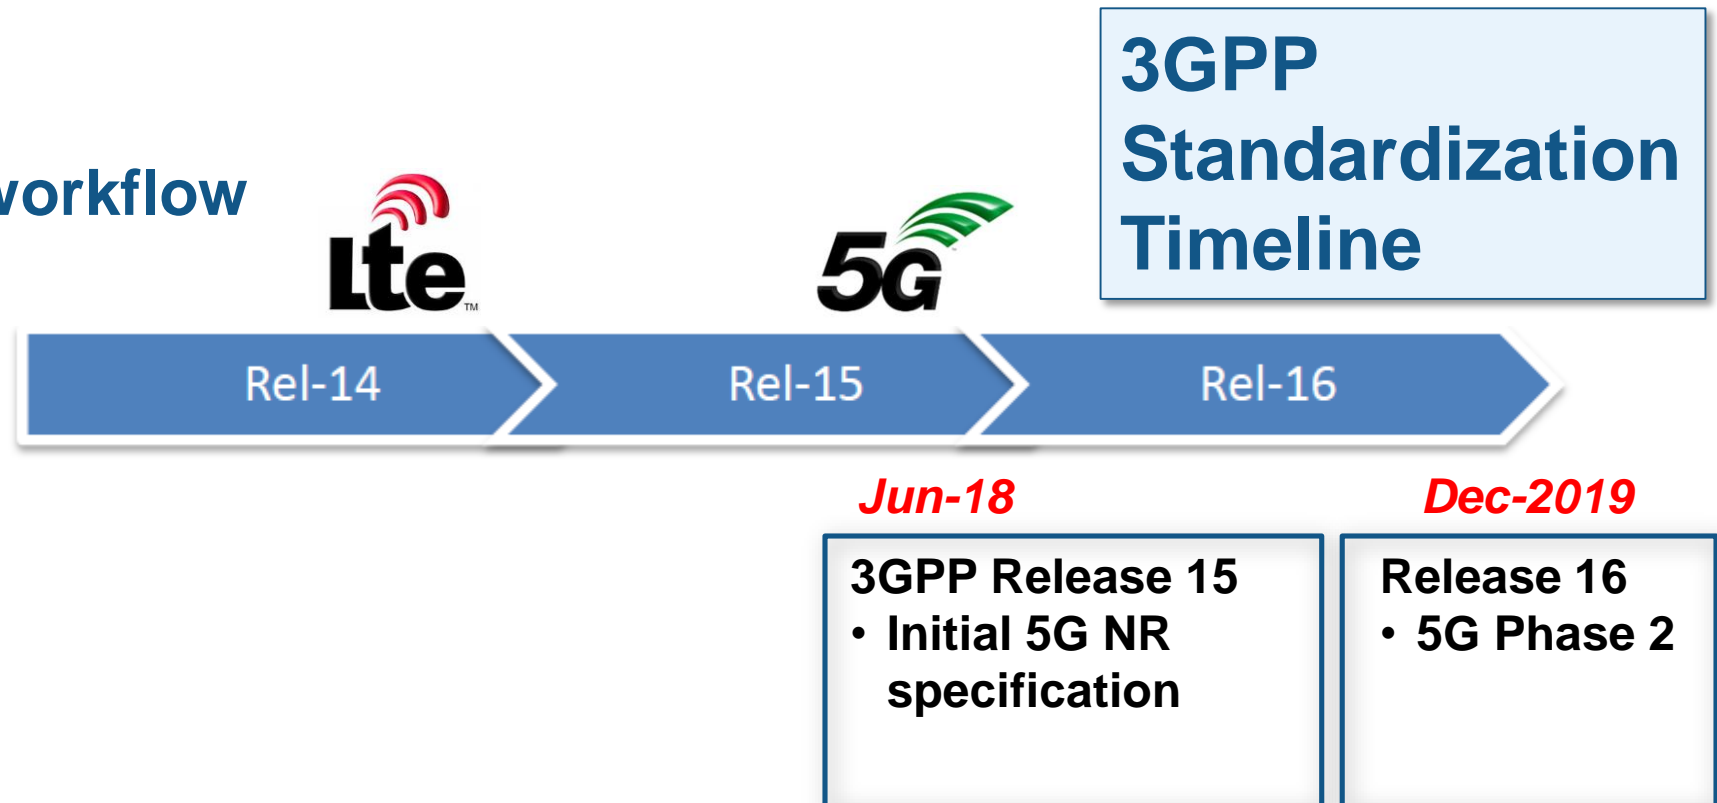 3GPP
Standardization
Timeline
workflow
Lte
TM
5G
Rel-14
Rel-15
Rel-16
Jun-18
Dec-2019
3GPP Release 15
• Initial 5G NR
specification
Release 16
• 5G Phase 2